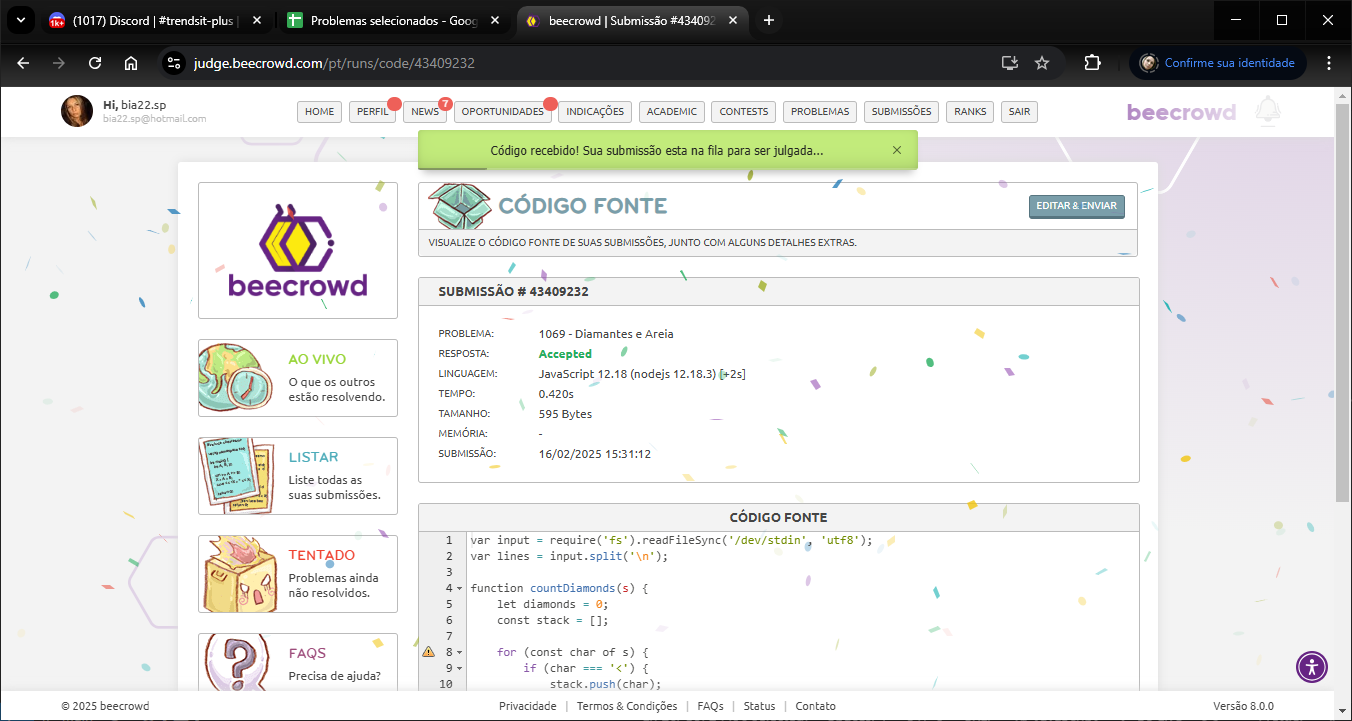 (1017) Discord | #trendsit-plus |
Problemas selecionados - Goog
beecrowd | Submissão #434092
judge.beecrowd.com/pt/runs/code/43409232
Confirme sua identidade
Hi, bia22.sp
bia22.sp@hotmail.com
HOME
PERFIL
NEWS
7
OPORTUNIDADES
INDICAÇÕES
ACADEMIC
CONTESTS
PROBLEMAS
SUBMISSÕES
RANKS
SAIR
beecrowd
Código recebido! Sua submissão esta na fila para ser julgada...
beecrowd
AO VIVO
O que os outros
estão resolvendo.
LISTAR
Liste todas as
suas submissões.
TENTADO
Problemas ainda
não resolvidos.
FAQS
Precisa de ajuda?
CÓDIGO FONTE
EDITAR & ENVIAR
VISUALIZE O CÓDIGO FONTE DE SUAS SUBMISSÕES, JUNTO COM ALGUNS DETALHES EXTRAS.
SUBMISSÃO # 43409232
PROBLEMA: 1069 - Diamantes e Areia
RESPOSTA: Accepted
LINGUAGEM: JavaScript 12.18 (nodejs 12.18.3) [+2s]
TEMPO: 0.420s
TAMANHO: 595 Bytes
MEMÓRIA: -
SUBMISSÃO: 16/02/2025 15:31:12
CÓDIGO FONTE
1 var input = require('fs').readFileSync('/dev/stdin', 'utf8');
2 var lines = input.split('\n');
3
4 function countDiamonds(s) {
5 let diamonds = 0;
6 const stack = [];
7
8 for (const char of s) {
9 if (char === '<') {
10 stack.push(char);
© 2025 beecrowd
Privacidade | Termos & Condições | FAQs | Status | Contato
Versão 8.0.0